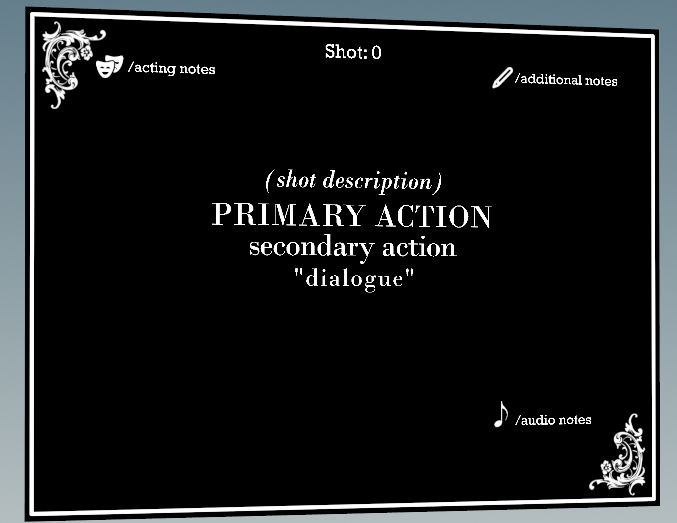 Shot: 0
/acting notes
/additional notes
(shot description)
PRIMARY ACTION
secondary action
"dialogue"
/audio notes